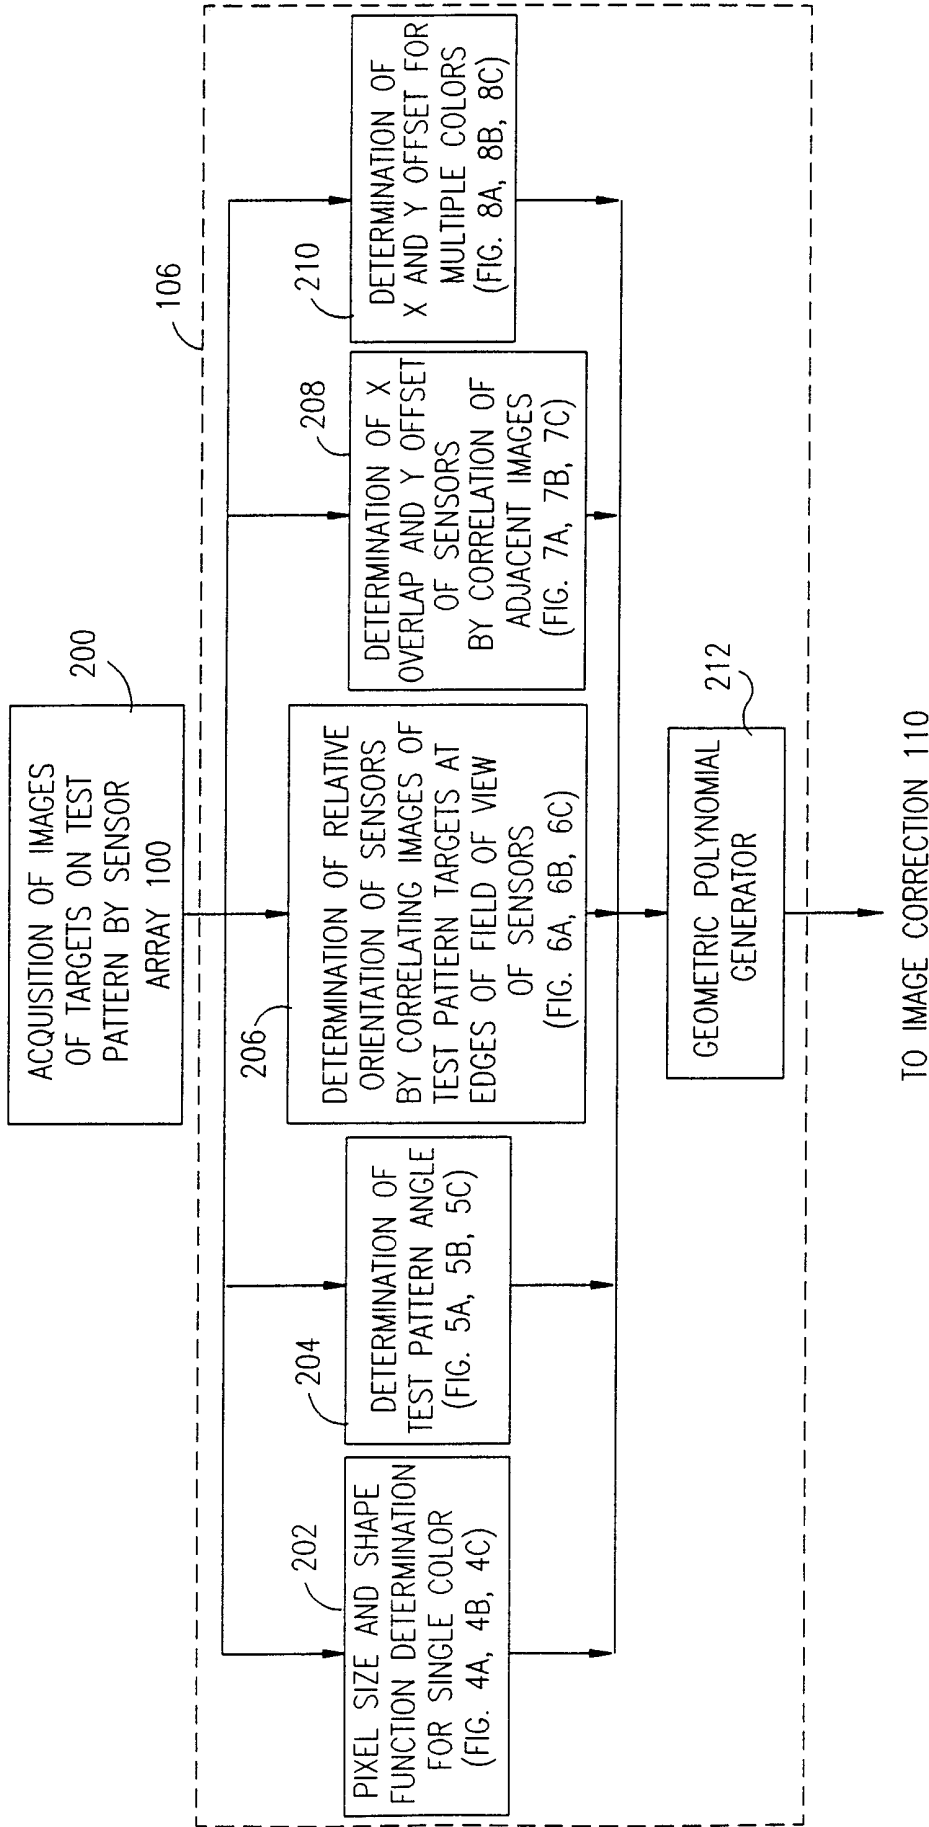 ACQUISITION OF IMAGES
OF TARGETS ON TEST
PATTERN BY SENSOR
ARRAY 100
200
106
202
PIXEL SIZE AND SHAPE
FUNCTION DETERMINATION
FOR SINGLE COLOR
(FIG. 4A, 4B, 4C)
204
DETERMINATION OF
TEST PATTERN ANGLE
(FIG. 5A, 5B, 5C)
206
DETERMINATION OF RELATIVE
ORIENTATION OF SENSORS
BY CORRELATING IMAGES OF
TEST PATTERN TARGETS AT
EDGES OF FIELD OF VIEW
OF SENSORS
(FIG. 6A, 6B, 6C)
208
DETERMINATION OF X
OVERLAP AND Y OFFSET
OF SENSORS
BY CORRELATION OF
ADJACENT IMAGES
(FIG. 7A, 7B, 7C)
210
DETERMINATION OF
X AND Y OFFSET FOR
MULTIPLE COLORS
(FIG. 8A, 8B, 8C)
212
GEOMETRIC POLYNOMIAL
GENERATOR
TO IMAGE CORRECTION 110